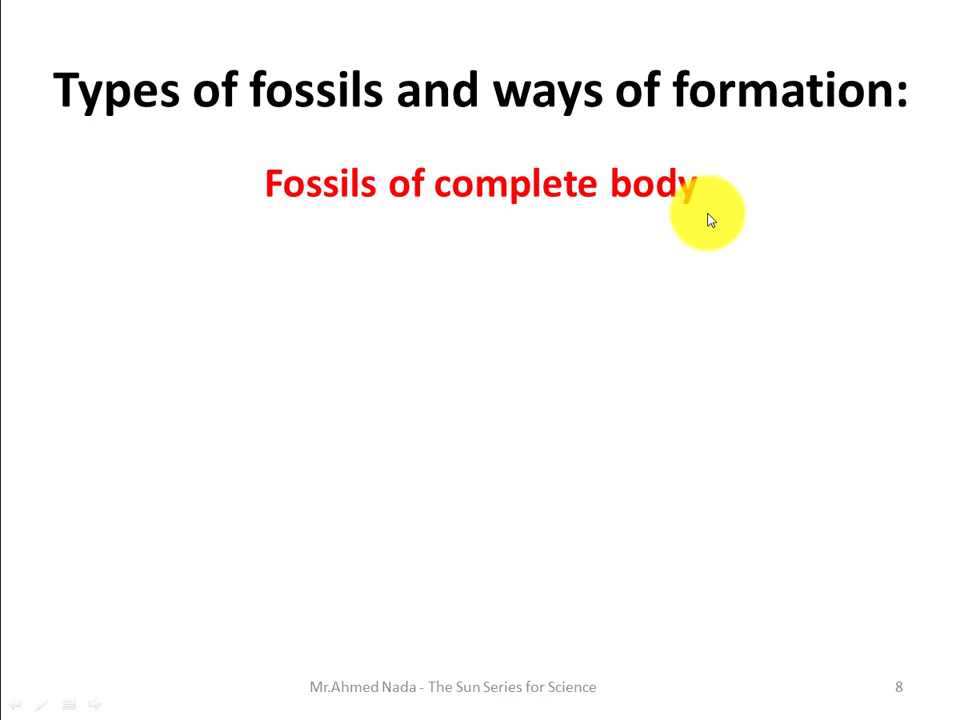 Types of fossils and ways of formation:
Fossils of complete body
Mr.Ahmed Nada - The Sun Series for Science
8